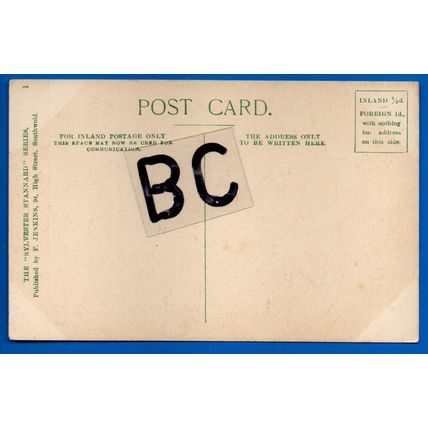 POST CARD.
FOR INLAND POSTAGE ONLY
THIS SPACE MAY NOW BE USED FOR
COMMUNICATION.
THE ADDRESS ONLY
TO BE WRITTEN HERE.
INLAND ½d.
FOREIGN 1d.,
with nothing
but address
on this side.
BC
THE "SYLVESTER STANNARD" SERIES.
Published by F. JENKINS, High Street, Southwold